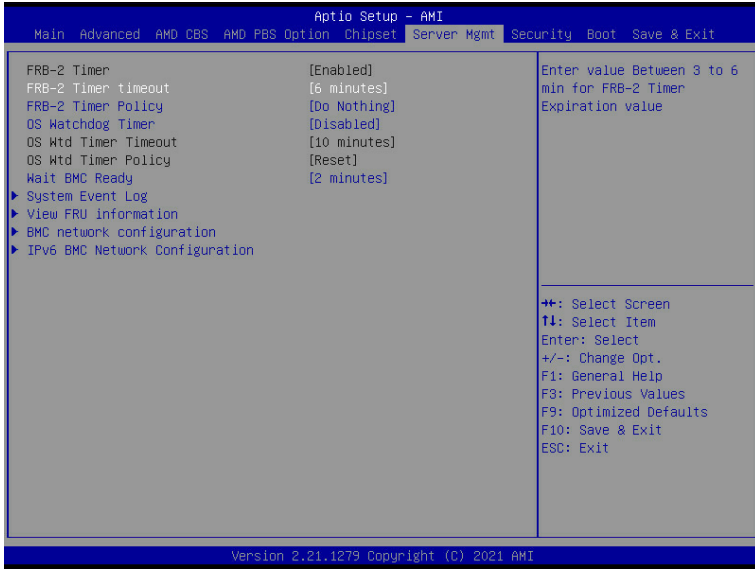 Aptio Setup – AMI
Main Advanced AMD CBS AMD PBS Option Chipset Server Mgmt Security Boot Save & Exit
FRB-2 Timer [Enabled]
FRB-2 Timer timeout [6 minutes]
FRB-2 Timer Policy [Do Nothing]
OS Watchdog Timer [Disabled]
OS Wtd Timer Timeout [10 minutes]
OS Wtd Timer Policy [Reset]
Wait BMC Ready [2 minutes]
▶ System Event Log
▶ View FRU information
▶ BMC network configuration
▶ IPv6 BMC Network Configuration
Enter value Between 3 to 6
min for FRB-2 Timer
Expiration value
→←: Select Screen
↑↓: Select Item
Enter: Select
+/-: Change Opt.
F1: General Help
F3: Previous Values
F9: Optimized Defaults
F10: Save & Exit
ESC: Exit
Version 2.21.1279 Copyright (C) 2021 AMI